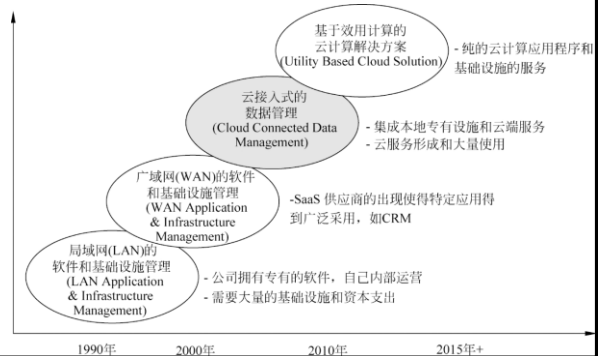 基于效用计算的
云计算解决方案
(Utility Based Cloud Solution)
- 纯的云计算应用程序和
基础设施的服务
云接入式的
数据管理
(Cloud Connected Data
Management)
- 集成本地专有设施和云端服务
- 云服务形成和大量使用
广域网(WAN)的软件
和基础设施管理
(WAN Application
& Infrastructure
Management)
-SaaS 供应商的出现使得特定应用得
到广泛采用，如CRM
局域网(LAN)的
软件和基础设施管理
(LAN Application
& Infrastructure
Management)
- 公司拥有专有的软件，自己内部运营
- 需要大量的基础设施和资本支出
1990年 2000年 2010年 2015年+